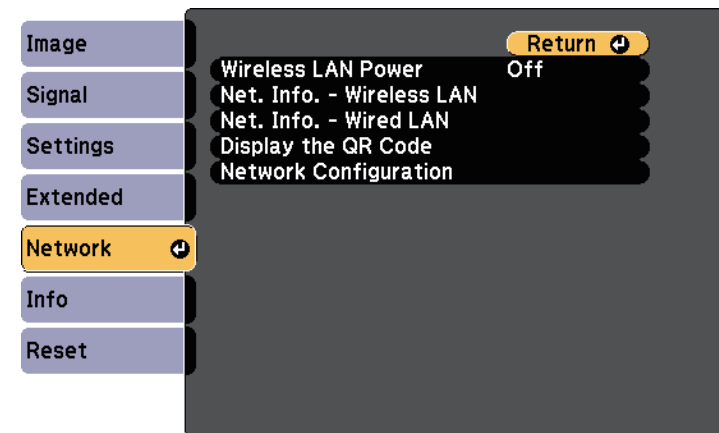 Image
Signal
Settings
Extended
Network
Info
Reset
Return
Wireless LAN Power Off
Net. Info. - Wireless LAN
Net. Info. - Wired LAN
Display the QR Code
Network Configuration